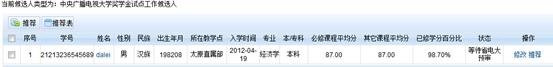 当前候选人类型为：中央广播电视大学奖学金试点工作候选人
推荐 推荐表
序号 学号 姓名 性别 民族 出生年月 所在教学点 入学时间 专业 本/专科 必修课程平均分 其它课程平均分 已修学分百分比 状态 操作
1 21213236545689 dalei 男 汉族 198208 太原直属部 2012-04-19 经济学 本科 87.00 87.00 98.70% 等待省电大预审 修改 推荐